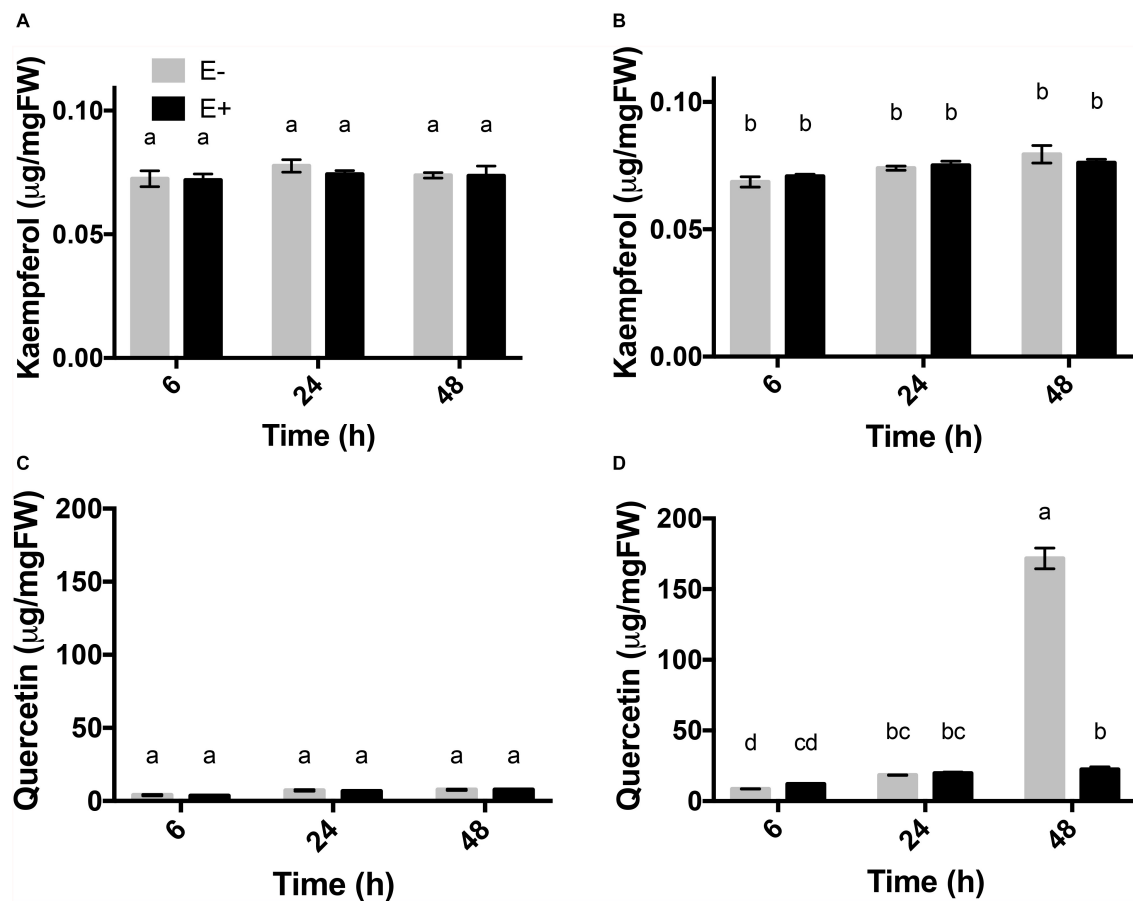 A
E-
E+
Kaempferol (μg/mgFW)
0.10
0.05
0.00
a a a a a a
6 24 48
Time (h)
B
Kaempferol (μg/mgFW)
0.10
0.05
0.00
b b b b b b
6 24 48
Time (h)
C
Quercetin (μg/mgFW)
200
150
100
50
0
a a a a a a
6 24 48
Time (h)
D
Quercetin (μg/mgFW)
200
150
100
50
0
d cd bc bc a b
6 24 48
Time (h)